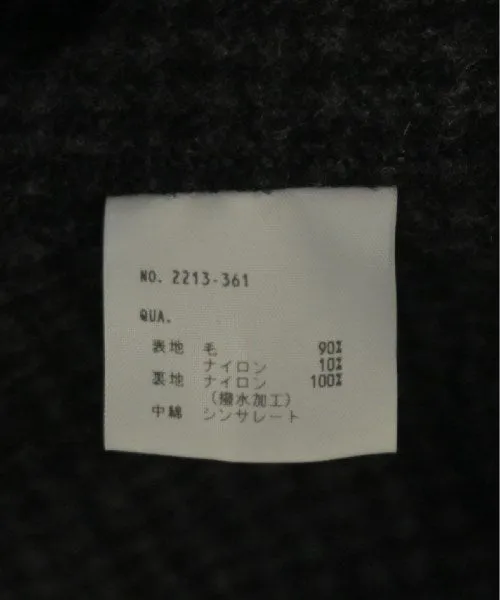 NO. 2213-361
QUA.
表地 毛 90%
ナイロン 10%
裏地 ナイロン 100%
(撥水加工)
中綿 シンサレート